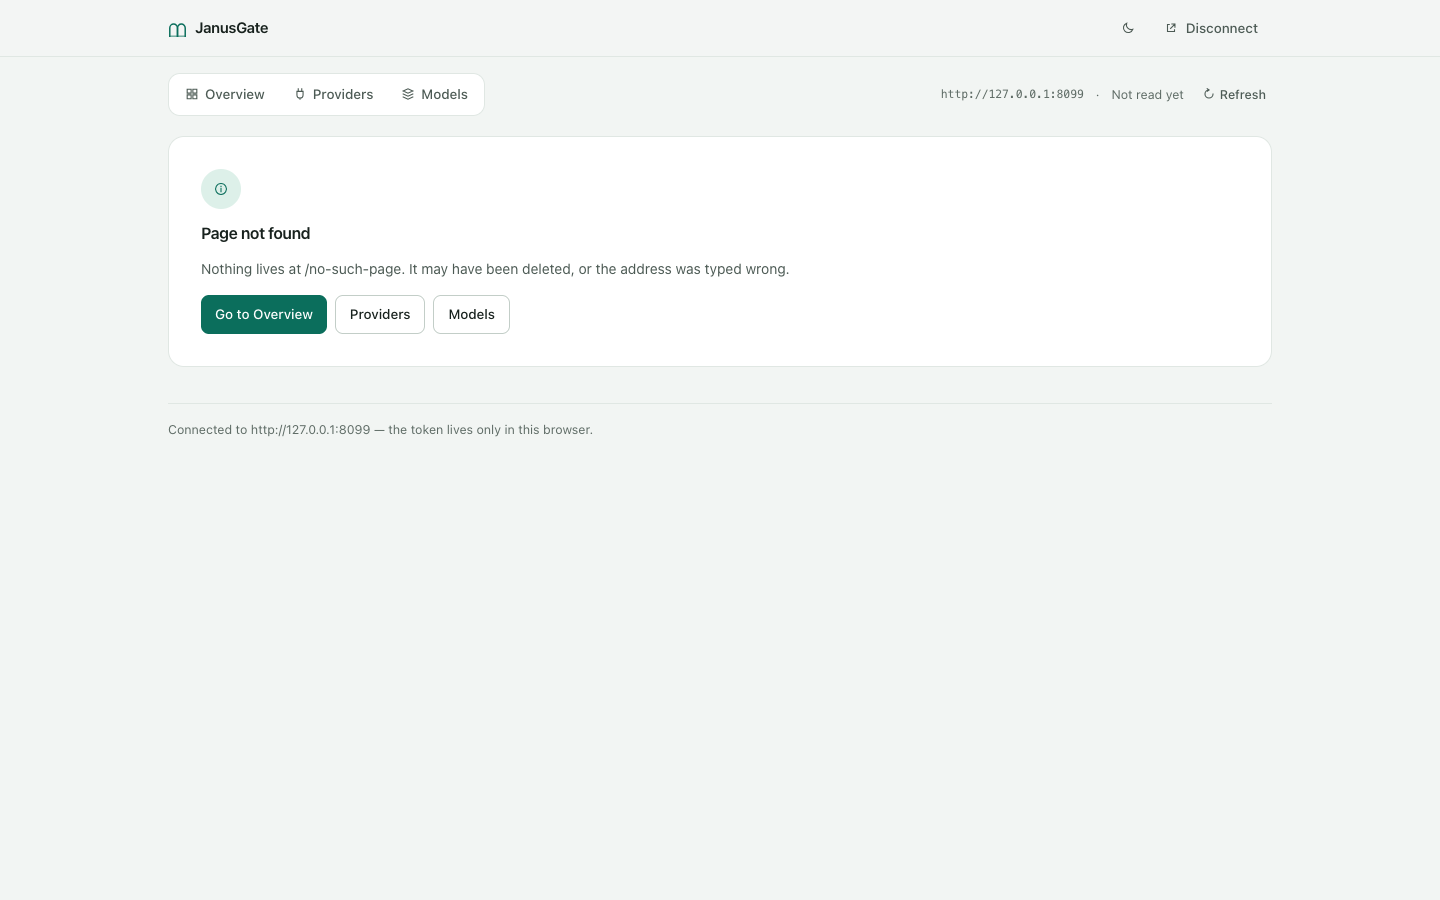 JanusGate
Disconnect
Overview
Providers
Models
http://127.0.0.1:8099 · Not read yet
Refresh
Page not found
Nothing lives at /no-such-page. It may have been deleted, or the address was typed wrong.
Go to Overview
Providers
Models
Connected to http://127.0.0.1:8099 — the token lives only in this browser.